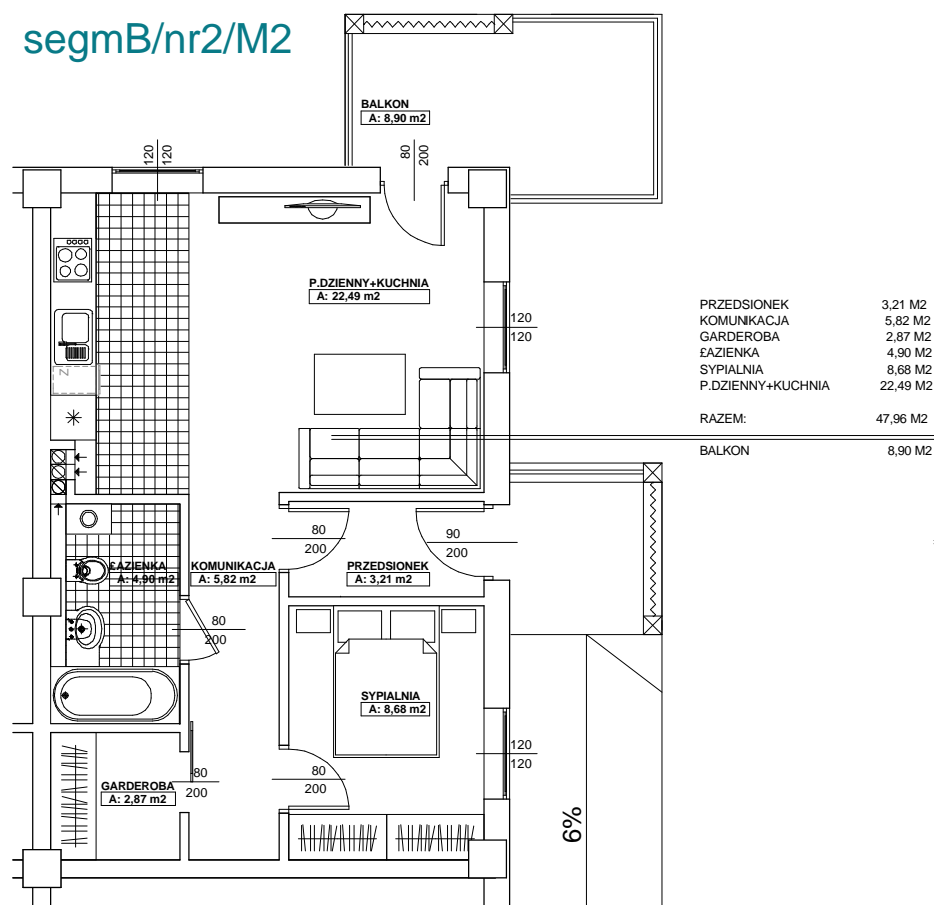 segmB/nr2/M2
BALKON
A: 8,90 m2
120
120
80
200
P.DZIENNY+KUCHNIA
A: 22,49 m2
120
120
PRZEDSIONEK 3,21 M2
KOMUNIKACJA 5,82 M2
GARDEROBA 2,87 M2
£AZIENKA 4,90 M2
SYPIALNIA 8,68 M2
P.DZIENNY+KUCHNIA 22,49 M2
RAZEM: 47,96 M2
BALKON 8,90 M2
Z
80
200
90
200
£AZIENKA
A: 4,90 m2
KOMUNIKACJA
A: 5,82 m2
PRZEDSIONEK
A: 3,21 m2
80
200
SYPIALNIA
A: 8,68 m2
120
120
80
200
80
200
GARDEROBA
A: 2,87 m2
6%